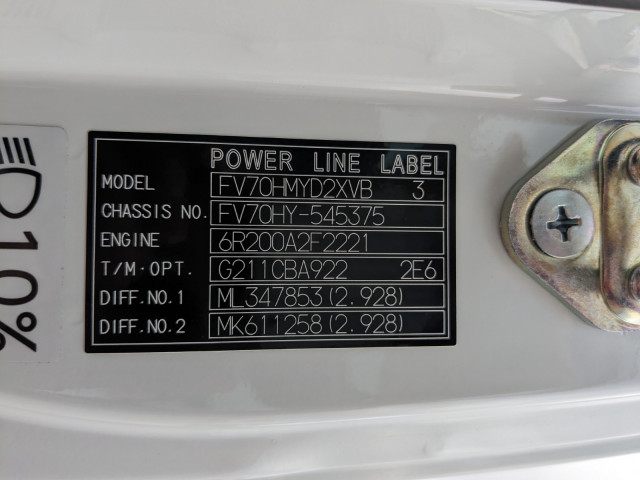 POWER LINE LABEL
MODEL FV70HMYD2XVB 3
CHASSIS NO. FV70HY-545375
ENGINE 6R200A2F2221
T/M·OPT. G211CBA922 2E6
DIFF.NO.1 ML347853(2.928)
DIFF.NO.2 MK611258(2.928)
10%